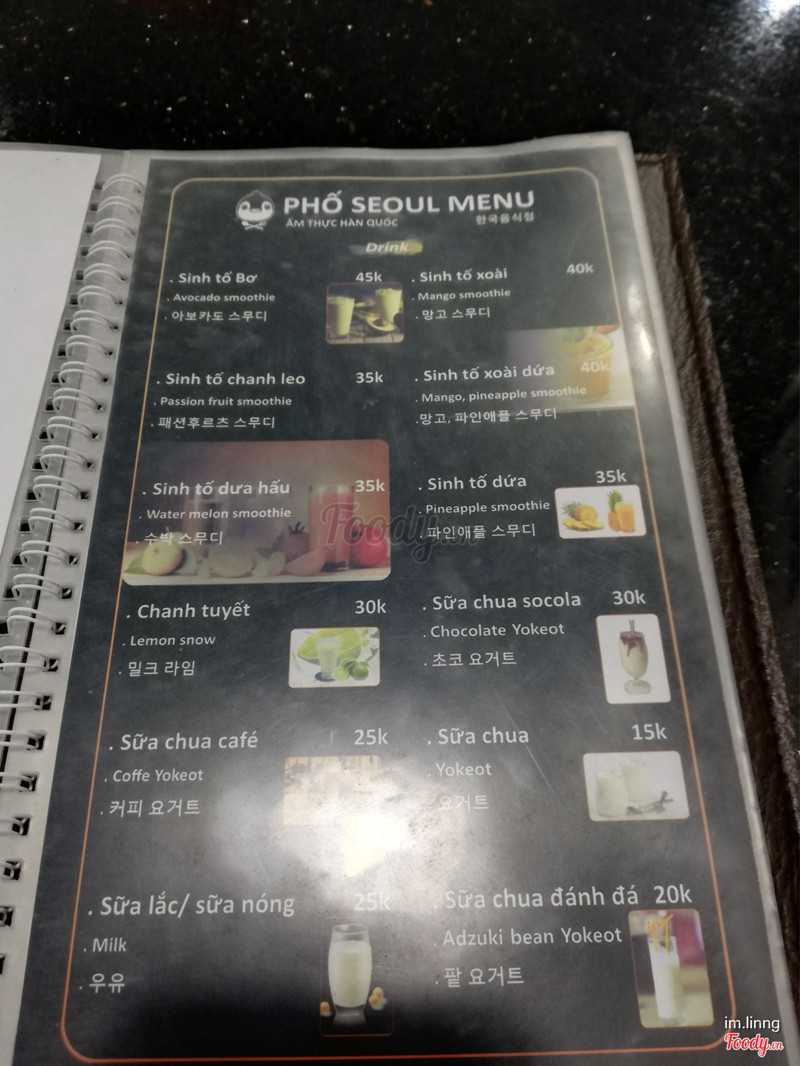 PHỐ SEOUL MENU
ẨM THỰC HÀN QUỐC 한국음식점
Drink
. Sinh tố Bơ 45k
. Avocado smoothie
. 아보카도 스무디
. Sinh tố xoài 40k
. Mango smoothie
. 망고 스무디
. Sinh tố chanh leo 35k
. Passion fruit smoothie
. 패션후르츠 스무디
. Sinh tố xoài dứa 40k
. Mango, pineapple smoothie
. 망고, 파인애플 스무디
. Sinh tố dưa hấu 35k
. Water melon smoothie
. 수박 스무디
. Sinh tố dứa 35k
. Pineapple smoothie
. 파인애플 스무디
. Chanh tuyết 30k
. Lemon snow
. 밀크 라임
. Sữa chua socola 30k
. Chocolate Yokeot
. 초코 요거트
. Sữa chua café 25k
. Coffe Yokeot
. 커피 요거트
. Sữa chua 15k
. Yokeot
. 요거트
. Sữa lắc/ sữa nóng 25k
. Milk
. 우유
. Sữa chua đánh đá 20k
. Adzuki bean Yokeot
. 팥 요거트
Foody.vn
im.linng
Foody.vn